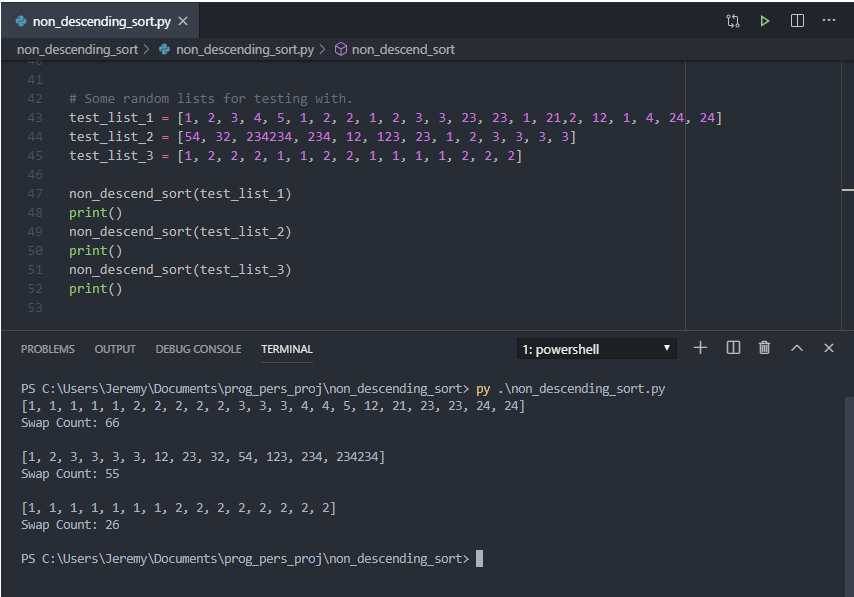 non_descending_sort.py
non_descending_sort > non_descending_sort.py > non_descend_sort
40
41
42 # Some random lists for testing with.
43 test_list_1 = [1, 2, 3, 4, 5, 1, 2, 2, 1, 2, 3, 3, 23, 23, 1, 21,2, 12, 1, 4, 24, 24]
44 test_list_2 = [54, 32, 234234, 234, 12, 123, 23, 1, 2, 3, 3, 3, 3]
45 test_list_3 = [1, 2, 2, 2, 1, 1, 2, 2, 1, 1, 1, 1, 2, 2, 2]
46
47 non_descend_sort(test_list_1)
48 print()
49 non_descend_sort(test_list_2)
50 print()
51 non_descend_sort(test_list_3)
52 print()
53
PROBLEMS OUTPUT DEBUG CONSOLE TERMINAL 1: powershell
PS C:\Users\Jeremy\Documents\prog_pers_proj\non_descending_sort> py .\non_descending_sort.py
[1, 1, 1, 1, 1, 2, 2, 2, 2, 2, 3, 3, 3, 4, 4, 5, 12, 21, 23, 23, 24, 24]
Swap Count: 66
[1, 2, 3, 3, 3, 3, 12, 23, 32, 54, 123, 234, 234234]
Swap Count: 55
[1, 1, 1, 1, 1, 1, 1, 2, 2, 2, 2, 2, 2, 2, 2]
Swap Count: 26
PS C:\Users\Jeremy\Documents\prog_pers_proj\non_descending_sort>